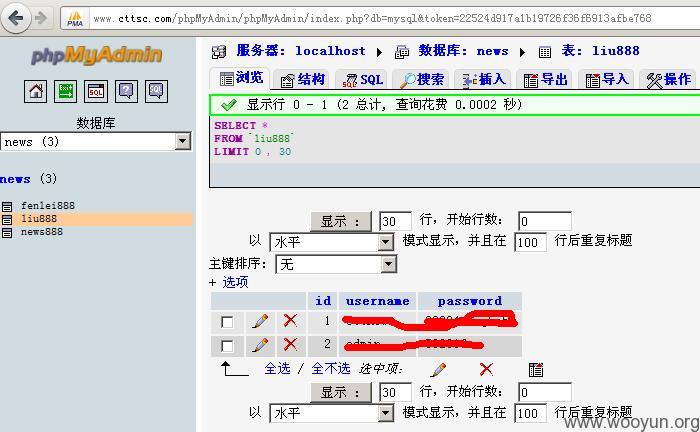 www.cttsc.com/phpMyAdmin/phpMyAdmin/index.php?db=mysql&token=22524d917a1b19726f36f6913afbe768
PMA
phpMyAdmin
服务器: localhost 数据库: news 表: liu888
浏览 结构 SQL 搜索 插入 导出 导入 操作
显示行 0 - 1 (2 总计, 查询花费 0.0002 秒)
SELECT *
FROM `liu888`
LIMIT 0 , 30
SQL
数据库
news (3)
news (3)
fenlei888
liu888
news888
显示 : 30 行，开始行数: 0
以 水平 模式显示，并且在 100 行后重复标题
主键排序: 无
+ 选项
id username password
1
2
全选 / 全不选 选中项:
显示 : 30 行，开始行数: 0
以 水平 模式显示，并且在 100 行后重复标题
www.wooyun.org